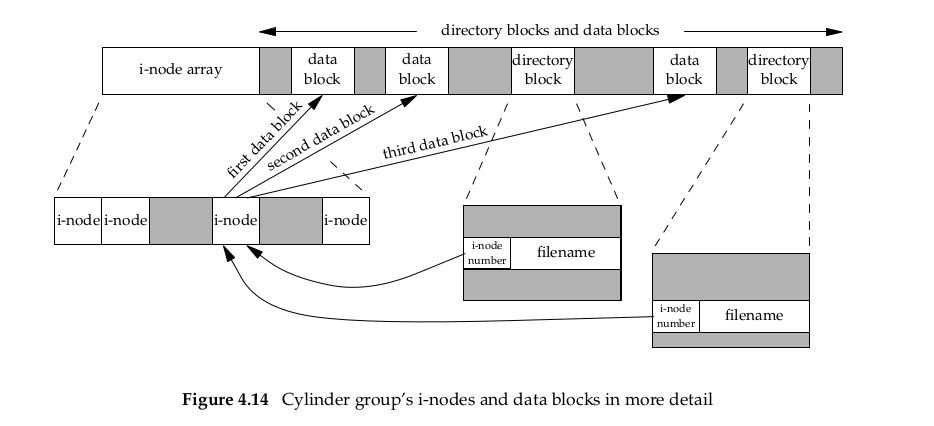 directory blocks and data blocks
i-node array
data
block
data
block
directory
block
data
block
directory
block
first data block
second data block
third data block
i-node
i-node
i-node
i-node
i-node
number
filename
i-node
number
filename
Figure 4.14 Cylinder group’s i-nodes and data blocks in more detail